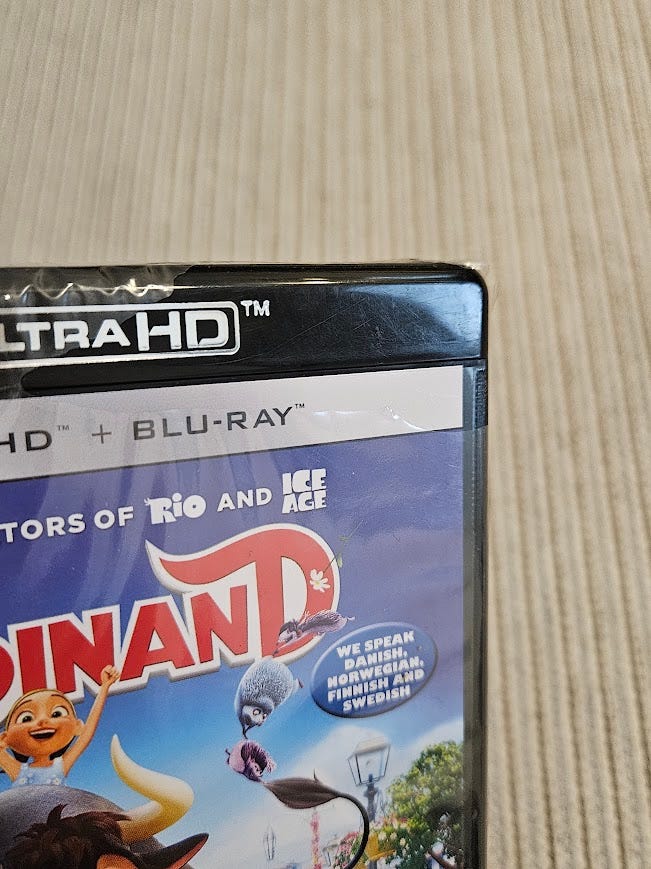 LTRA HD™
HD™ + BLU-RAY™
TORS OF RIO AND ICE AGE
DINAND
WE SPEAK
DANISH,
NORWEGIAN,
FINNISH AND
SWEDISH